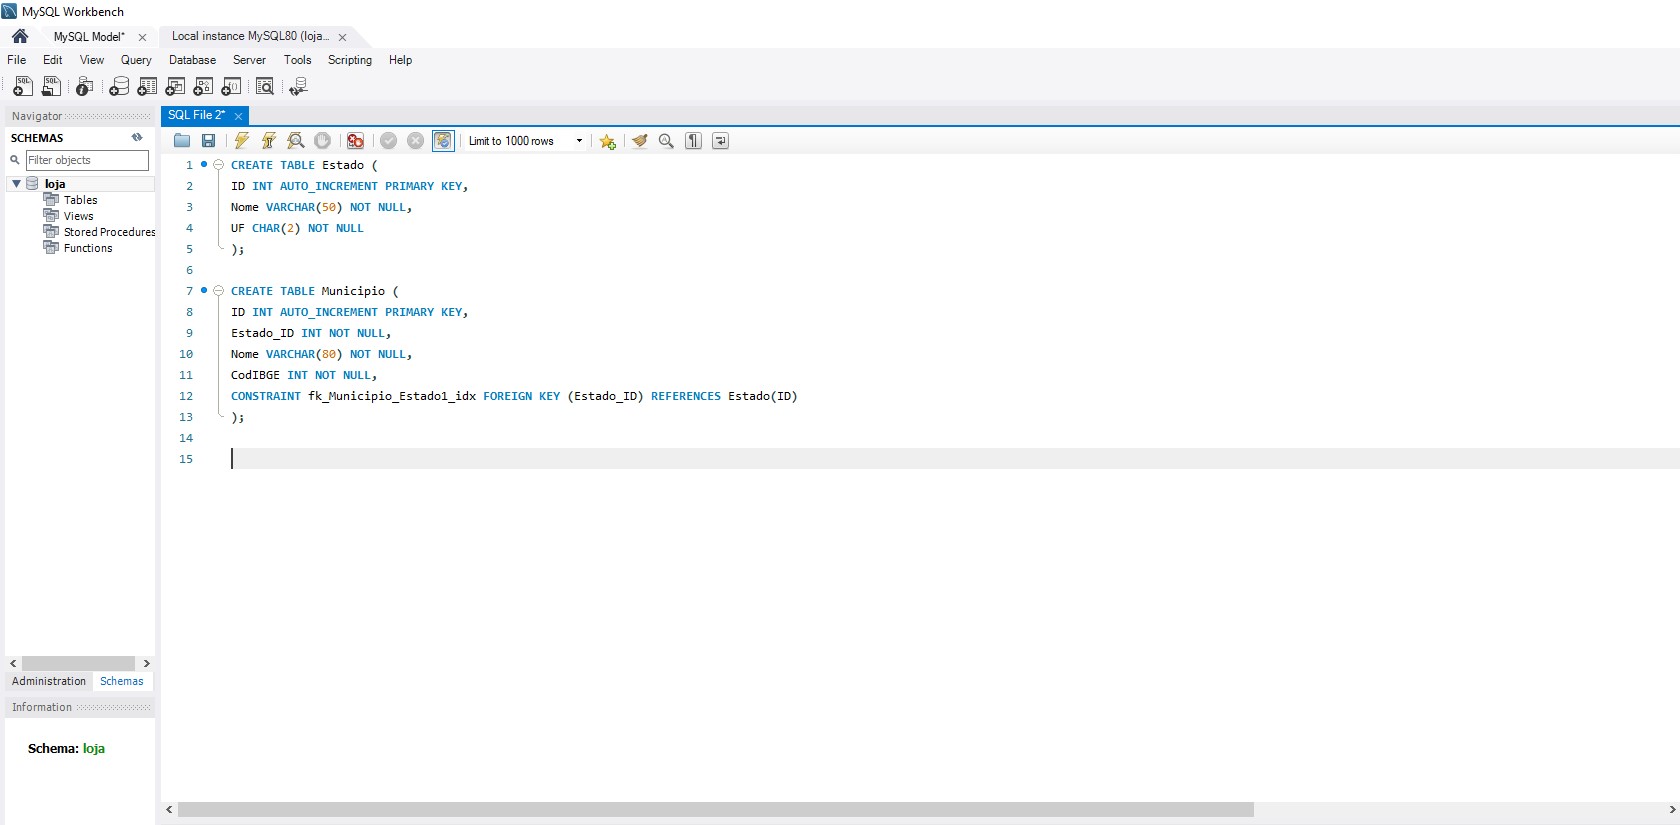 MySQL Workbench
MySQL Model* ×
Local instance MySQL80 (loja... ×
File Edit View Query Database Server Tools Scripting Help
Navigator
SCHEMAS
Filter objects
loja
Tables
Views
Stored Procedures
Functions
Administration Schemas
Information
Schema: loja
SQL File 2* ×
Limit to 1000 rows
1 CREATE TABLE Estado (
2 ID INT AUTO_INCREMENT PRIMARY KEY,
3 Nome VARCHAR(50) NOT NULL,
4 UF CHAR(2) NOT NULL
5 );
6
7 CREATE TABLE Municipio (
8 ID INT AUTO_INCREMENT PRIMARY KEY,
9 Estado_ID INT NOT NULL,
10 Nome VARCHAR(80) NOT NULL,
11 CodIBGE INT NOT NULL,
12 CONSTRAINT fk_Municipio_Estado1_idx FOREIGN KEY (Estado_ID) REFERENCES Estado(ID)
13 );
14
15